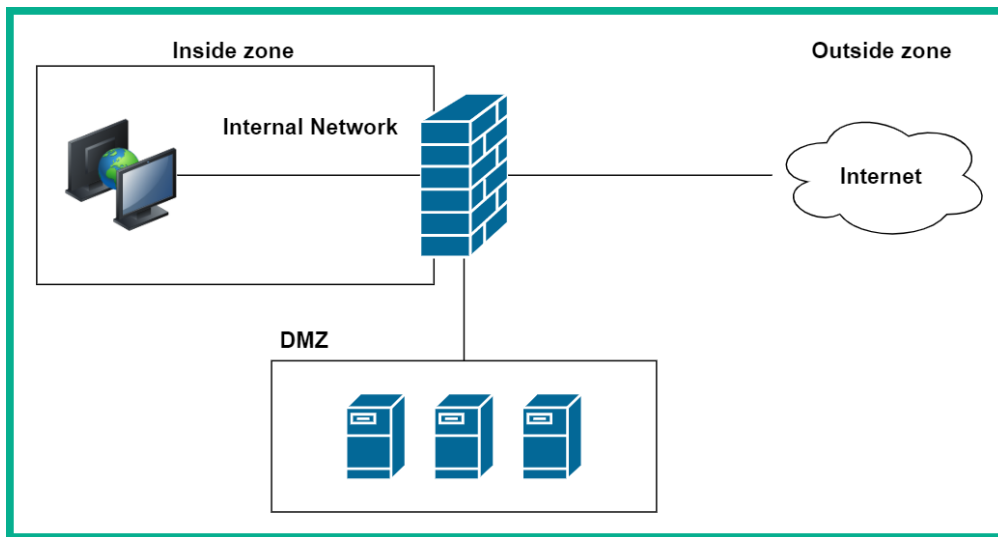 Inside zone
Outside zone
Internal Network
Internet
DMZ